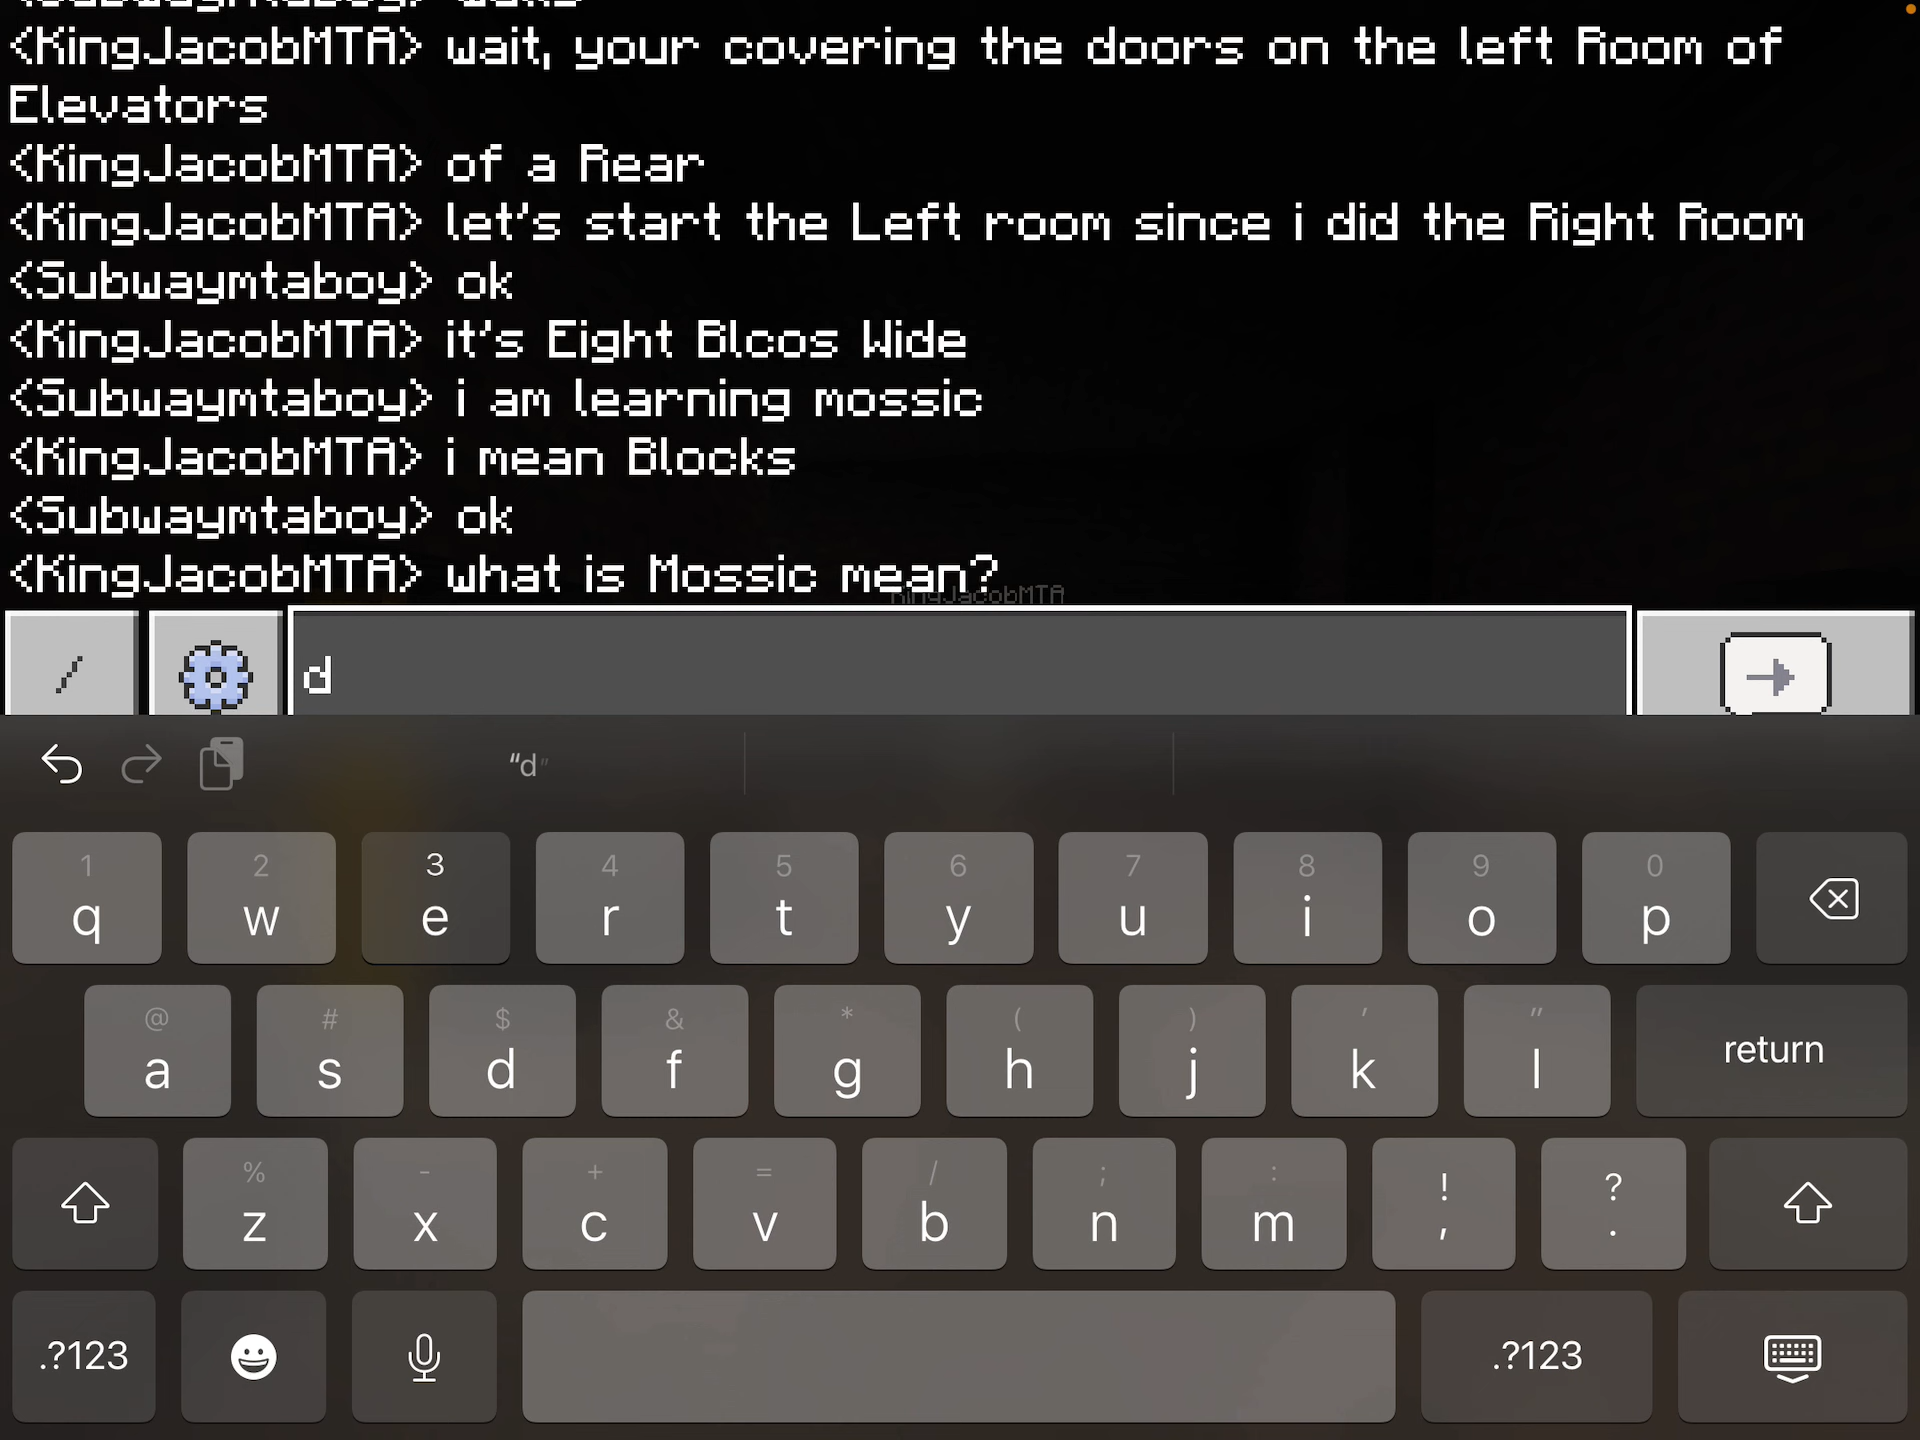 <KingJacobMTA> wait, your covering the doors on the left Room of
Elevators
<KingJacobMTA> of a Rear
<KingJacobMTA> let's start the Left room since i did the Right Room
<Subwaymtaboy> ok
<KingJacobMTA> it's Eight Blcos Wide
<Subwaymtaboy> i am learning mossic
<KingJacobMTA> i mean Blocks
<Subwaymtaboy> ok
<KingJacobMTA> what is Mossic mean?
KingJacobMTA
/ d
“d”
1 2 3 4 5 6 7 8 9 0
q w e r t y u i o p
@ # $ & * ( ) ' "
a s d f g h j k l return
% - + = / ; : ! ?
z x c v b n m , .
.?123 .?123